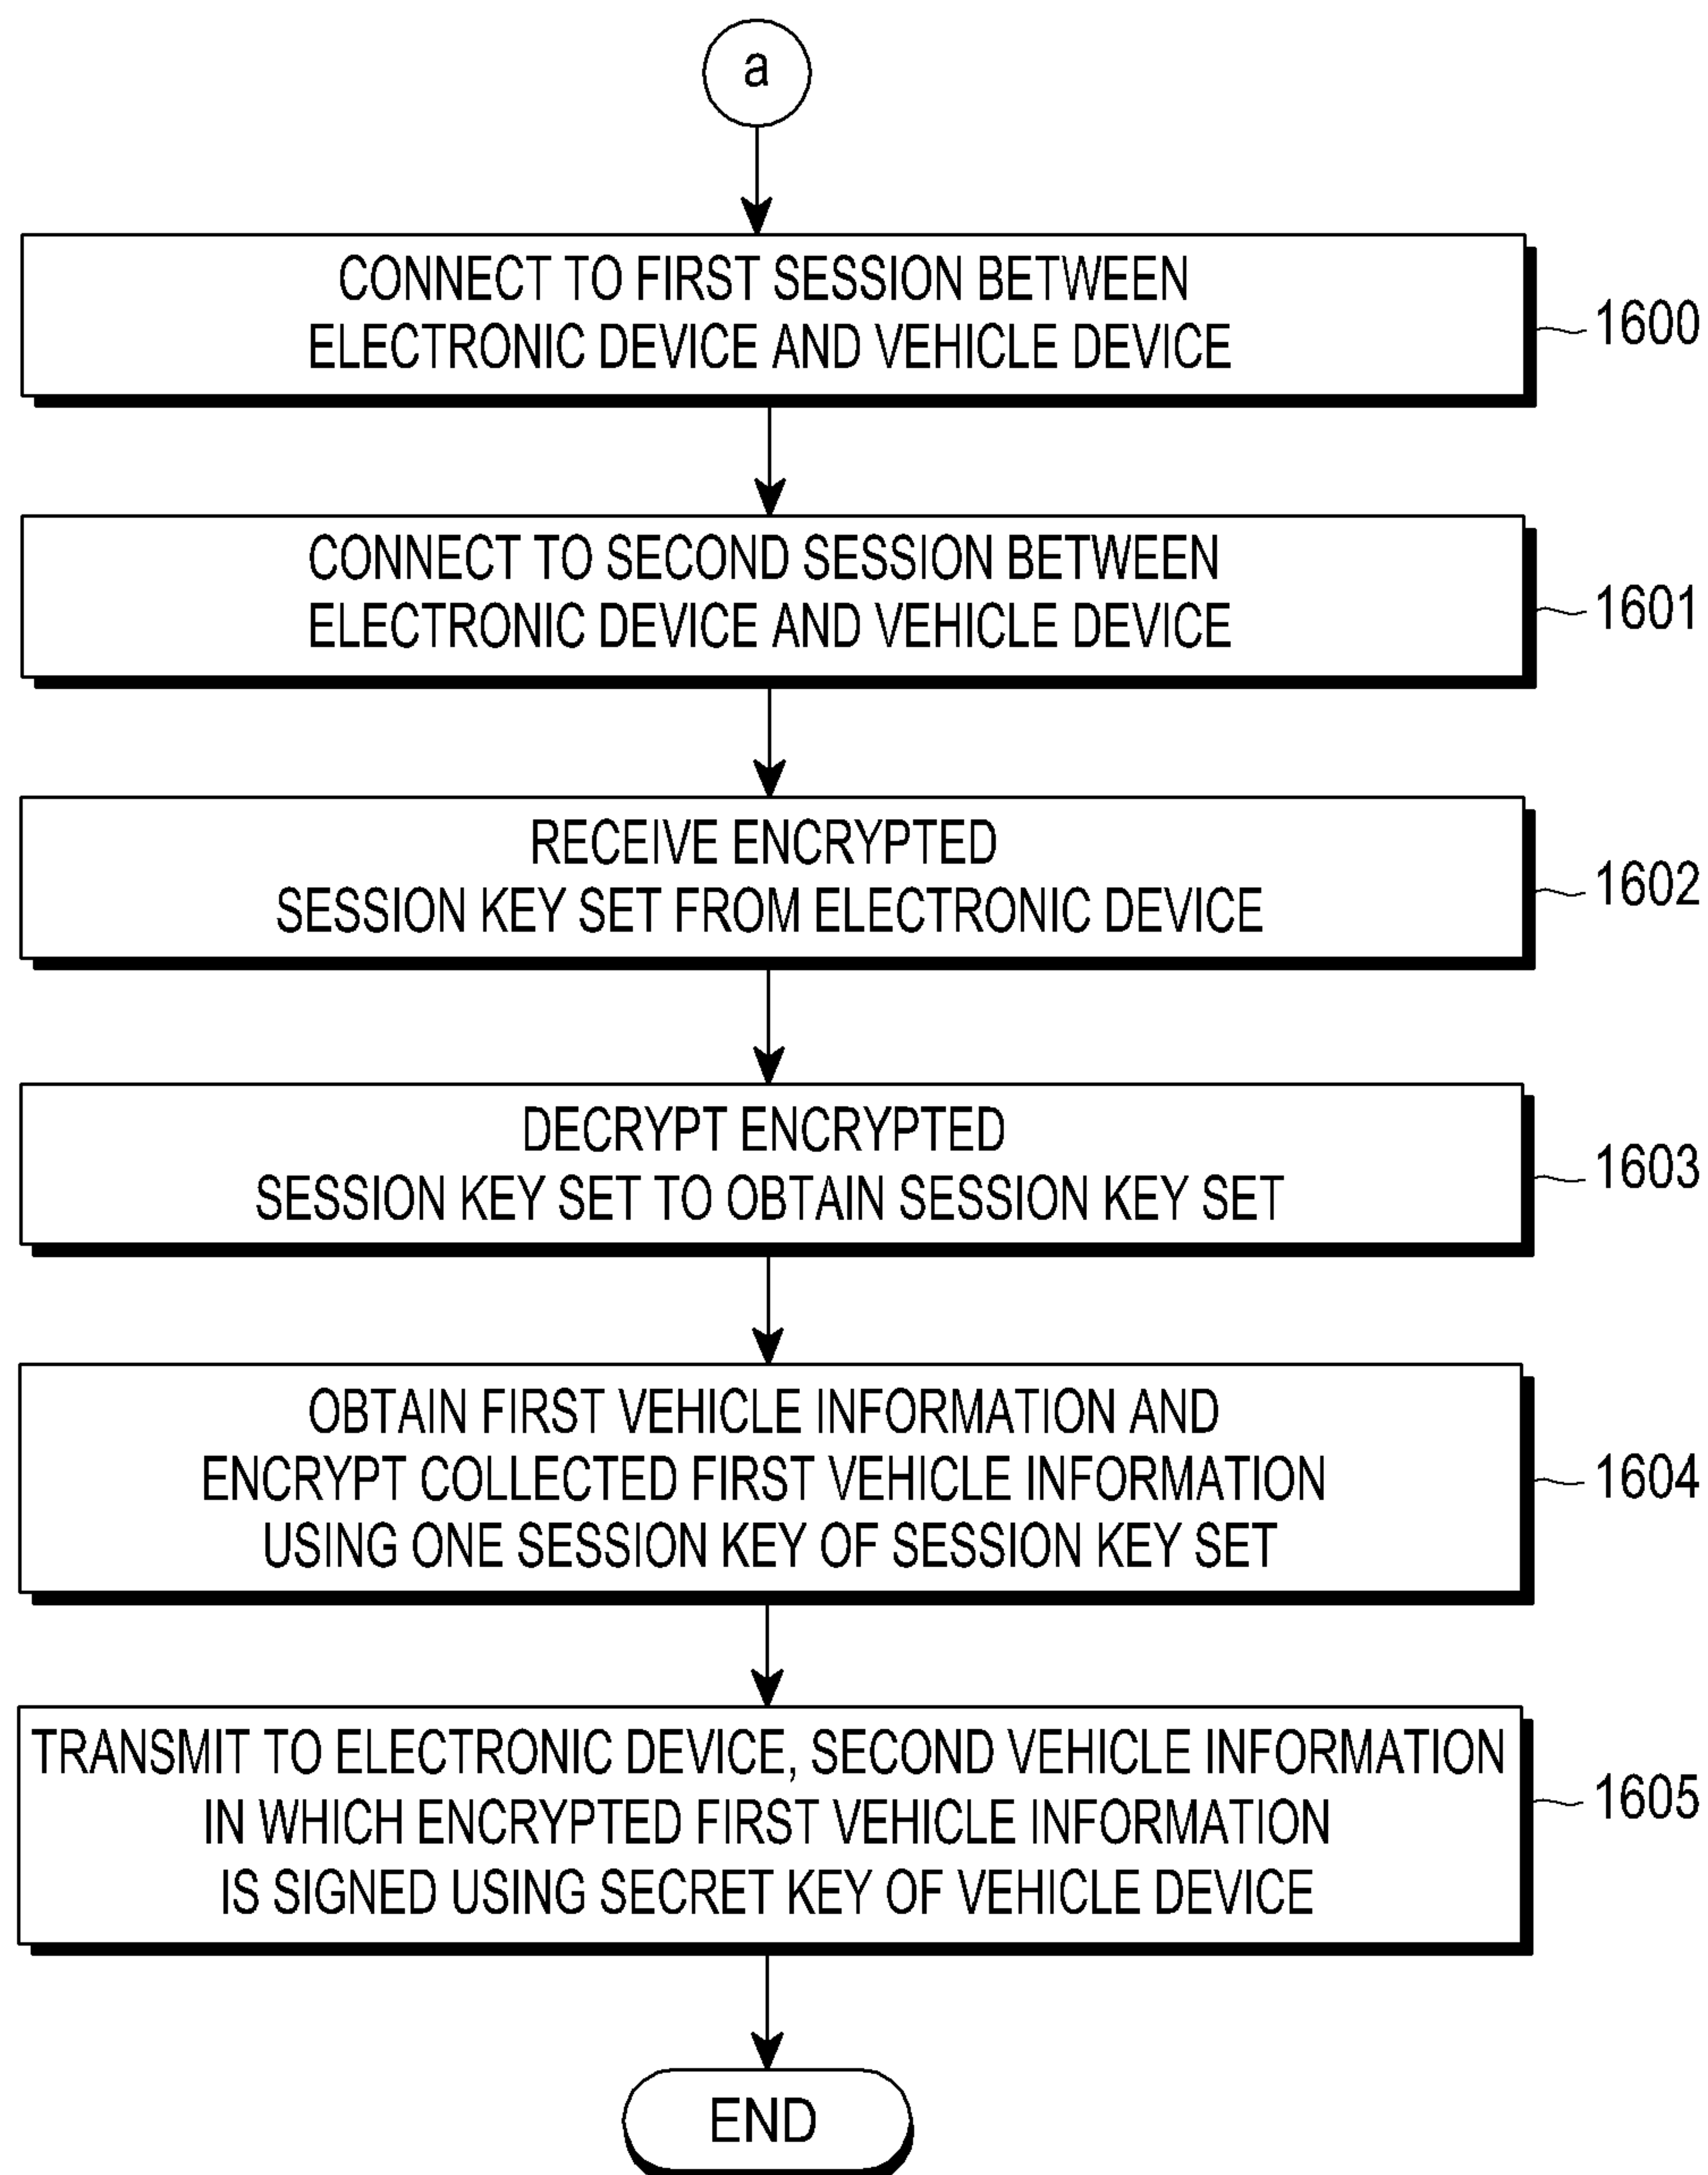 a
CONNECT TO FIRST SESSION BETWEEN
ELECTRONIC DEVICE AND VEHICLE DEVICE
1600
CONNECT TO SECOND SESSION BETWEEN
ELECTRONIC DEVICE AND VEHICLE DEVICE
1601
RECEIVE ENCRYPTED
SESSION KEY SET FROM ELECTRONIC DEVICE
1602
DECRYPT ENCRYPTED
SESSION KEY SET TO OBTAIN SESSION KEY SET
1603
OBTAIN FIRST VEHICLE INFORMATION AND
ENCRYPT COLLECTED FIRST VEHICLE INFORMATION
USING ONE SESSION KEY OF SESSION KEY SET
1604
TRANSMIT TO ELECTRONIC DEVICE, SECOND VEHICLE INFORMATION
IN WHICH ENCRYPTED FIRST VEHICLE INFORMATION
IS SIGNED USING SECRET KEY OF VEHICLE DEVICE
1605
END